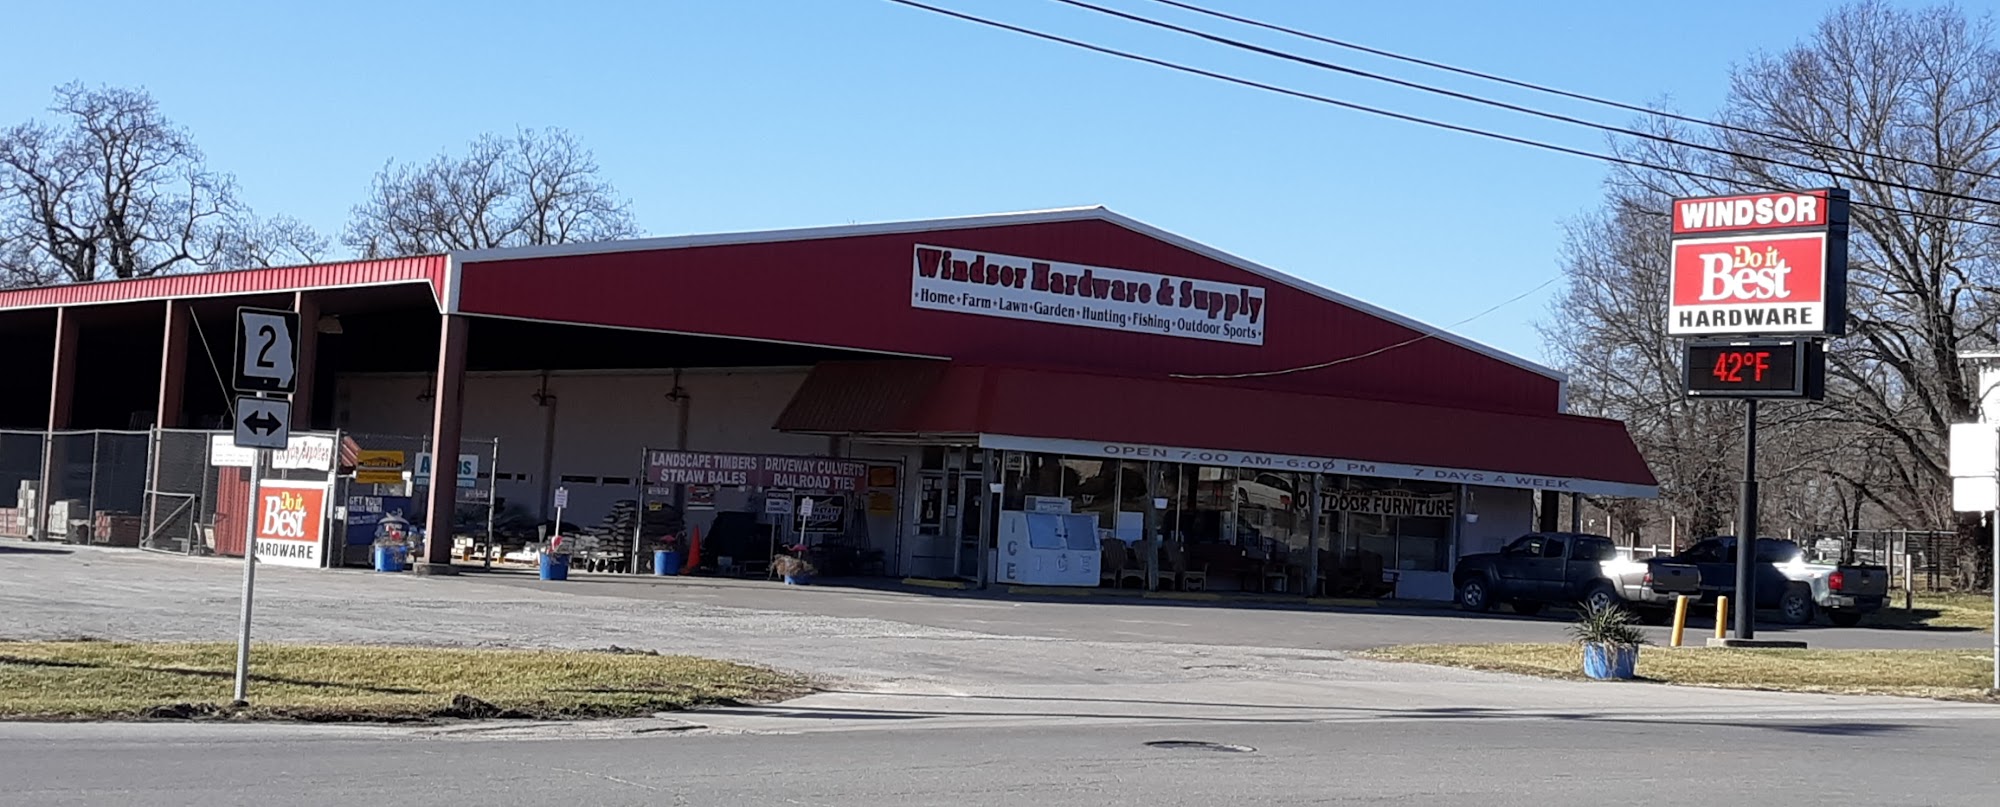 Windsor Hardware & Supply
• Home • Farm • Lawn • Garden • Hunting • Fishing • Outdoor Sports •
WINDSOR
Do it
Best
HARDWARE
42°F
2
OPEN 7:00 AM-6:00 PM 7 DAYS A WEEK
LANDSCAPE TIMBERS
STRAW BALES
DRIVEWAY CULVERTS
RAILROAD TIES
OUTDOOR FURNITURE
ICE
ICE
Do it
Best
HARDWARE
GET YOUR